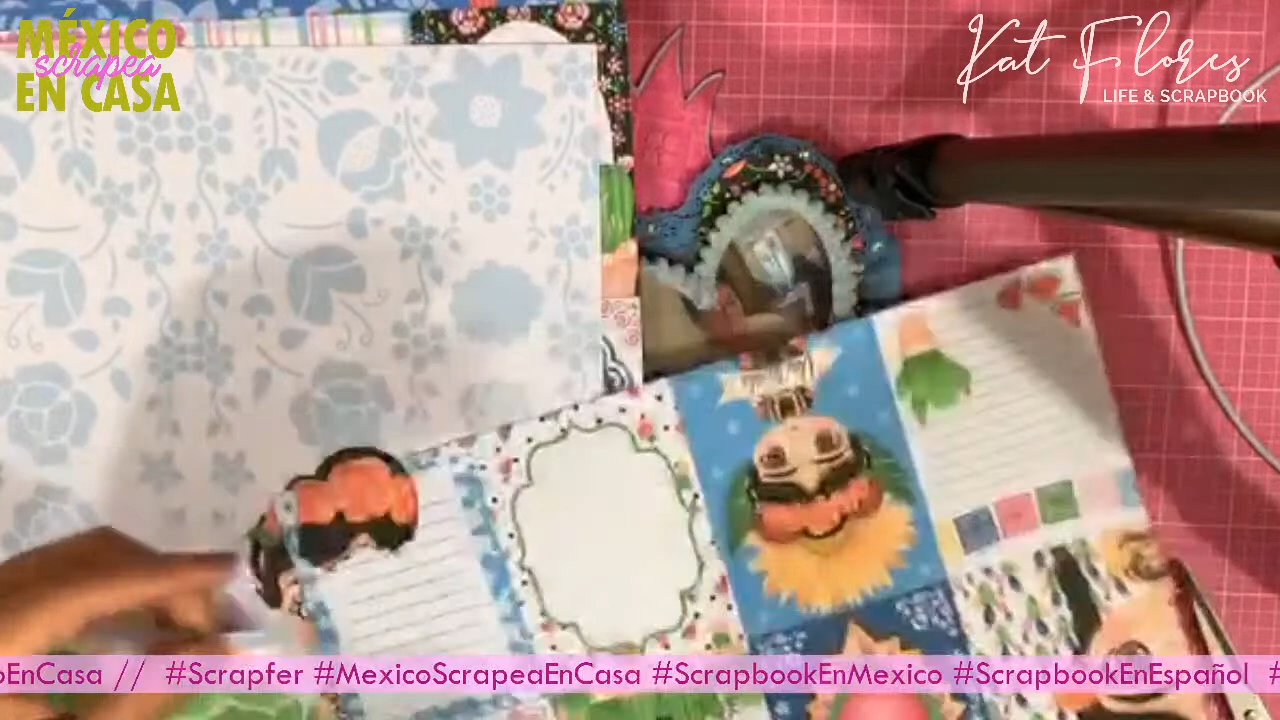 MÉXICO
scrapea
EN CASA
Kat Flores
LIFE & SCRAPBOOK
oEnCasa // #Scrapfer #MexicoScrapeaEnCasa #ScrapbookEnMexico #ScrapbookEnEspañol #